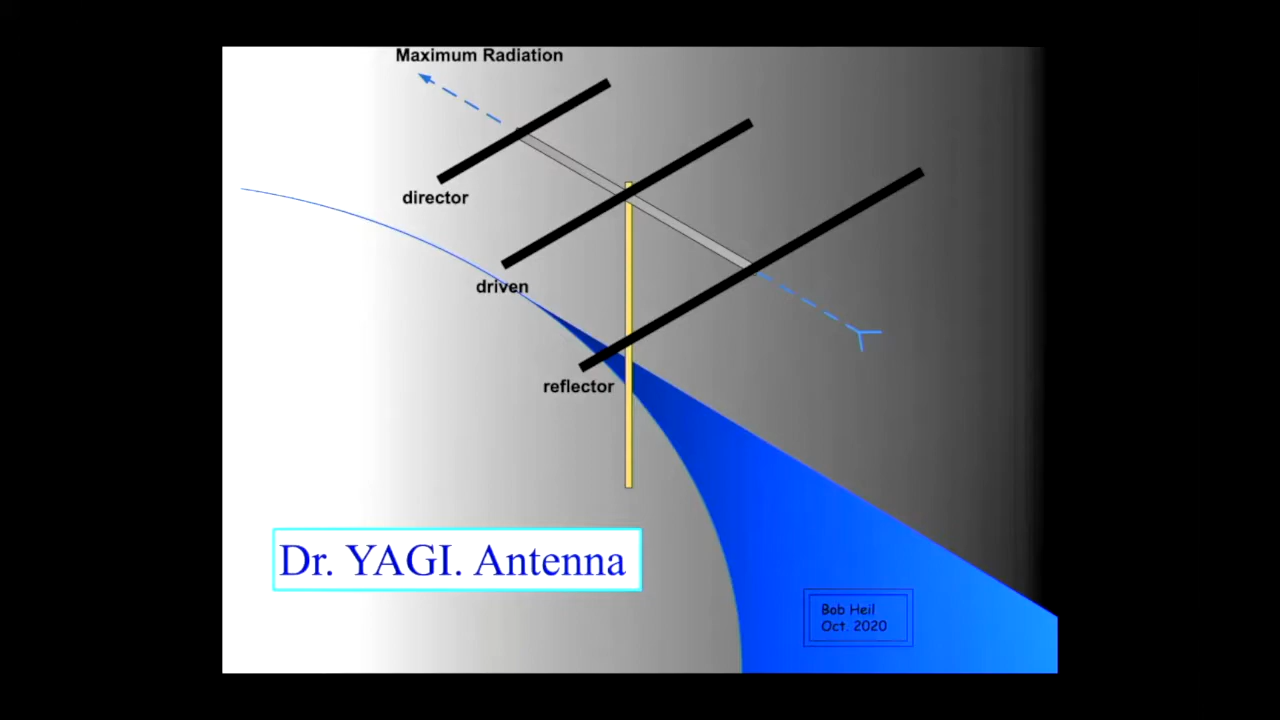 Maximum Radiation
director
driven
reflector
Dr. YAGI. Antenna
Bob Heil
Oct. 2020